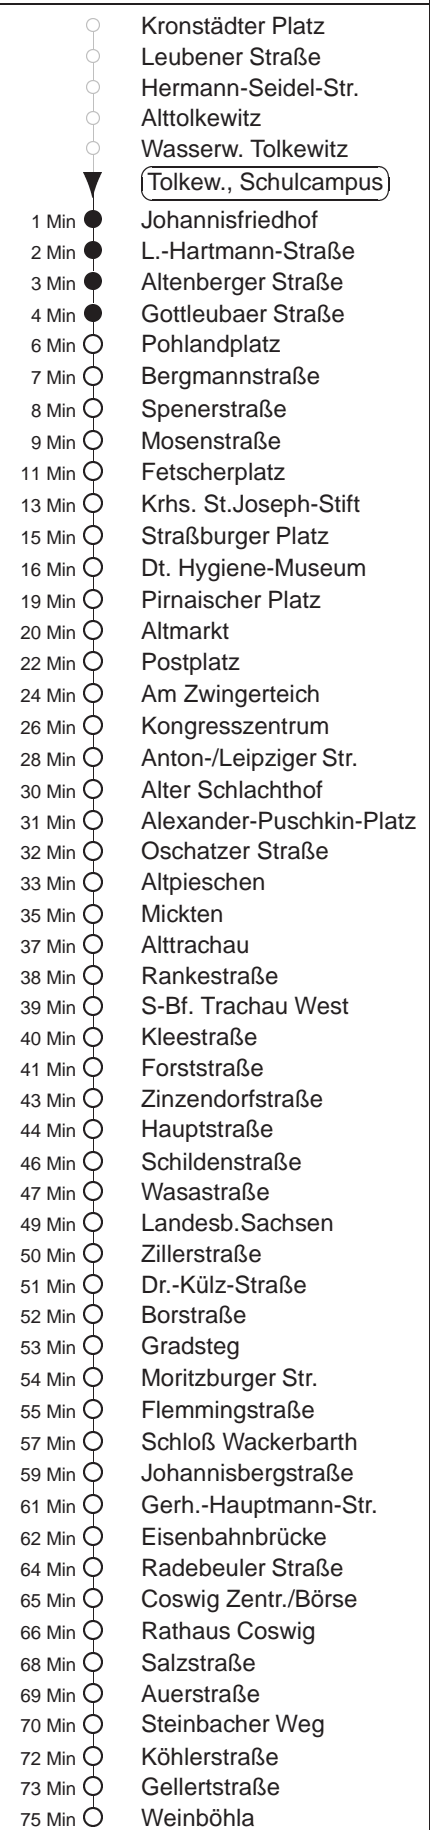 Kronstädter Platz
Leubener Straße
Hermann-Seidel-Str.
Alttolkewitz
Wasserw. Tolkewitz
Tolkew., Schulcampus
1 Min Johannisfriedhof
2 Min L.-Hartmann-Straße
3 Min Altenberger Straße
4 Min Gottleubaer Straße
6 Min Pohlandplatz
7 Min Bergmannstraße
8 Min Spenerstraße
9 Min Mosenstraße
11 Min Fetscherplatz
13 Min Krhs. St.Joseph-Stift
15 Min Straßburger Platz
16 Min Dt. Hygiene-Museum
19 Min Pirnaischer Platz
20 Min Altmarkt
22 Min Postplatz
24 Min Am Zwingerteich
26 Min Kongresszentrum
28 Min Anton-/Leipziger Str.
30 Min Alter Schlachthof
31 Min Alexander-Puschkin-Platz
32 Min Oschatzer Straße
33 Min Altpieschen
35 Min Mickten
37 Min Alttrachau
38 Min Rankestraße
39 Min S-Bf. Trachau West
40 Min Kleestraße
41 Min Forststraße
43 Min Zinzendorfstraße
44 Min Hauptstraße
46 Min Schildenstraße
47 Min Wasastraße
49 Min Landesb.Sachsen
50 Min Zillerstraße
51 Min Dr.-Külz-Straße
52 Min Borstraße
53 Min Gradsteg
54 Min Moritzburger Str.
55 Min Flemmingstraße
57 Min Schloß Wackerbarth
59 Min Johannisbergstraße
61 Min Gerh.-Hauptmann-Str.
62 Min Eisenbahnbrücke
64 Min Radebeuler Straße
65 Min Coswig Zentr./Börse
66 Min Rathaus Coswig
68 Min Salzstraße
69 Min Auerstraße
70 Min Steinbacher Weg
72 Min Köhlerstraße
73 Min Gellertstraße
75 Min Weinböhla